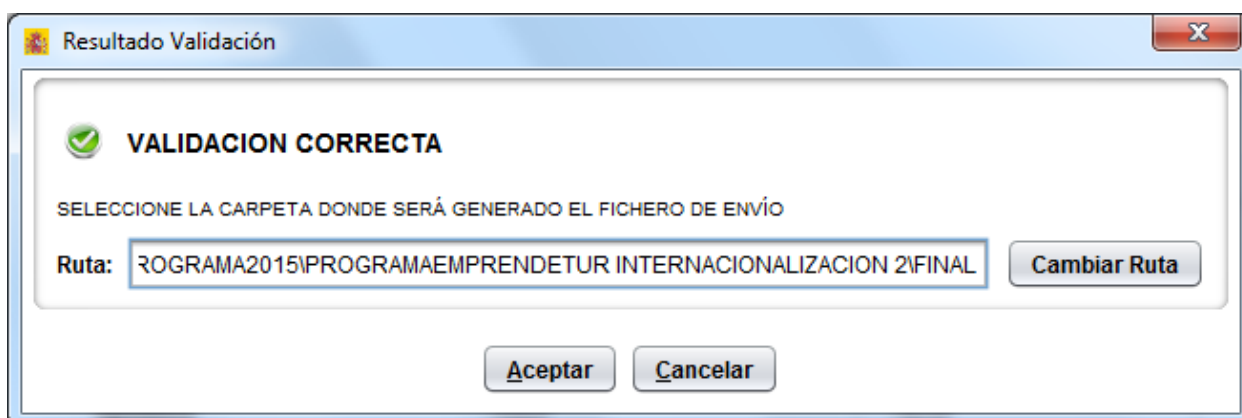 Resultado Validación
VALIDACION CORRECTA
SELECCIONE LA CARPETA DONDE SERÁ GENERADO EL FICHERO DE ENVÍO
Ruta: ROGRAMA2015\PROGRAMAEMPRENDETUR INTERNACIONALIZACION 2\FINAL Cambiar Ruta
Aceptar Cancelar